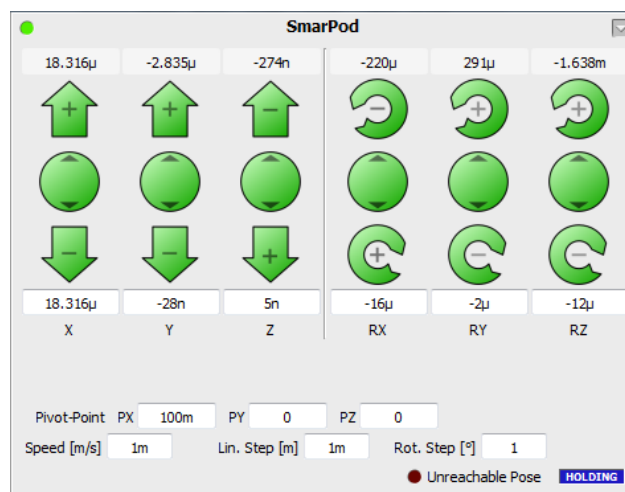 SmarPod
18.316µ -2.835µ -274n -220µ 291µ -1.638m
+ + − − + +
− − + + − −
18.316µ -28n 5n -16µ -2µ -12µ
X Y Z RX RY RZ
Pivot-Point PX 100m PY 0 PZ 0
Speed [m/s] 1m Lin. Step [m] 1m Rot. Step [°] 1
Unreachable Pose HOLDING